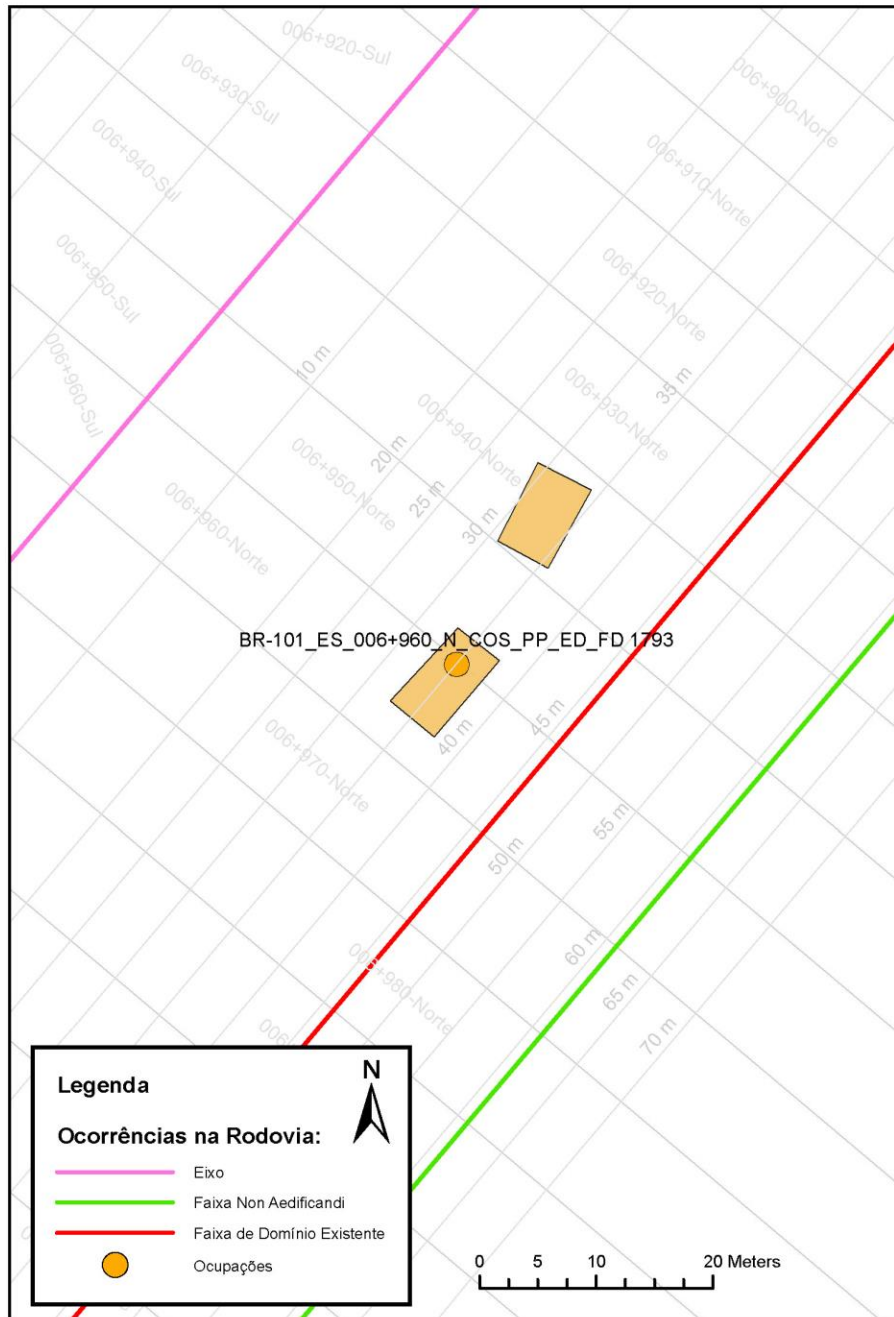 006+920-Sul
006+930-Sul
006+940-Sul
006+950-Sul
006+960-Sul
006+900-Norte
006+910-Norte
006+920-Norte
006+930-Norte
006+940-Norte
006+950-Norte
006+960-Norte
10 m
20 m
25 m
30 m
35 m
BR-101_ES_006+960_N_COS_PP_ED_FD 1793
40 m
45 m
006+970-Norte
50 m
55 m
60 m
65 m
70 m
006+980-Norte
Legenda
N
Ocorrências na Rodovia:
Eixo
Faixa Non Aedificandi
Faixa de Domínio Existente
Ocupações
0 5 10 20 Meters